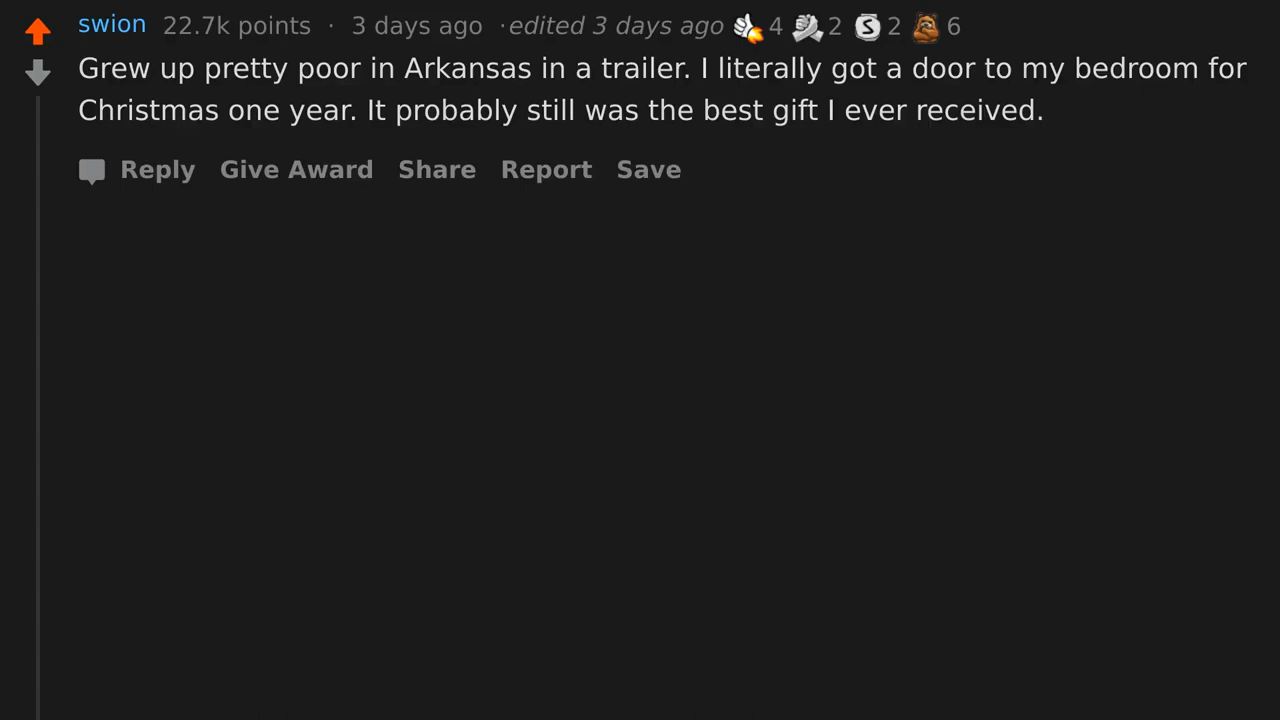 swion 22.7k points · 3 days ago ·edited 3 days ago 4 2 S 2 6
Grew up pretty poor in Arkansas in a trailer. I literally got a door to my bedroom for
Christmas one year. It probably still was the best gift I ever received.
Reply Give Award Share Report Save